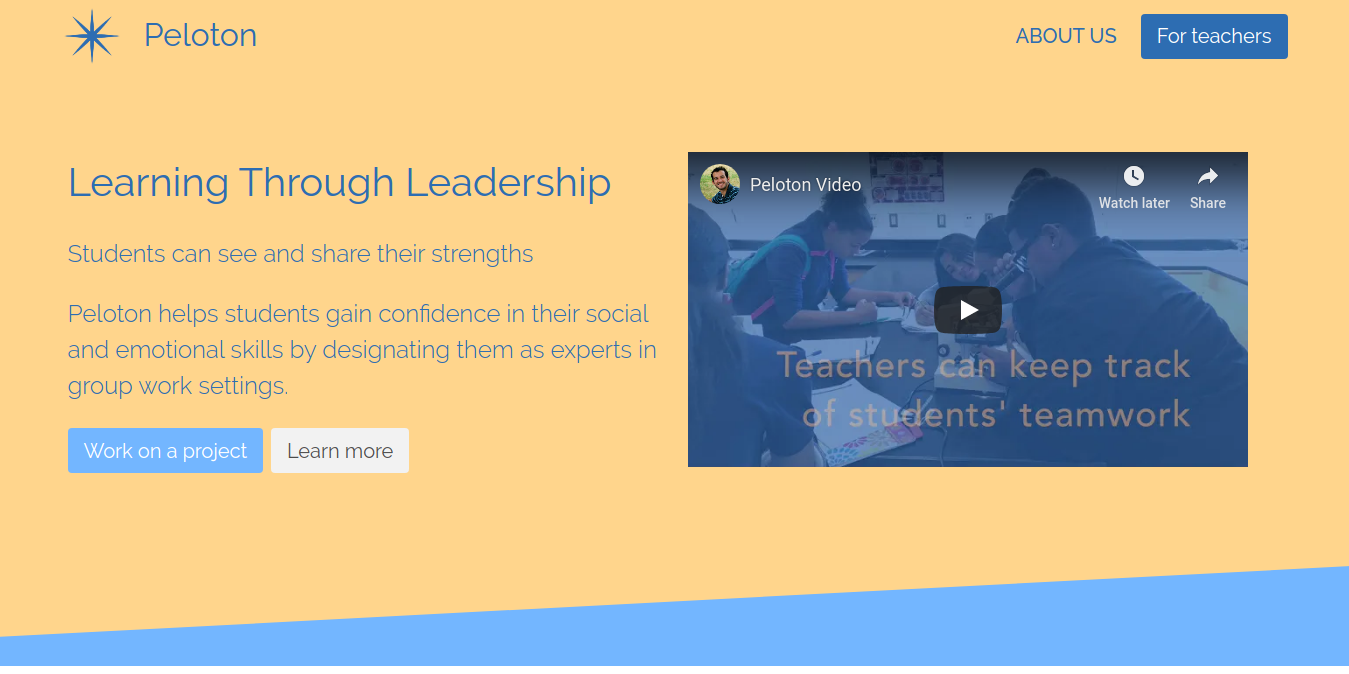 Peloton
ABOUT US
For teachers
Learning Through Leadership
Students can see and share their strengths
Peloton helps students gain confidence in their social
and emotional skills by designating them as experts in
group work settings.
Work on a project
Learn more
Peloton Video
Watch later
Share
Teachers can keep track
of students' teamwork